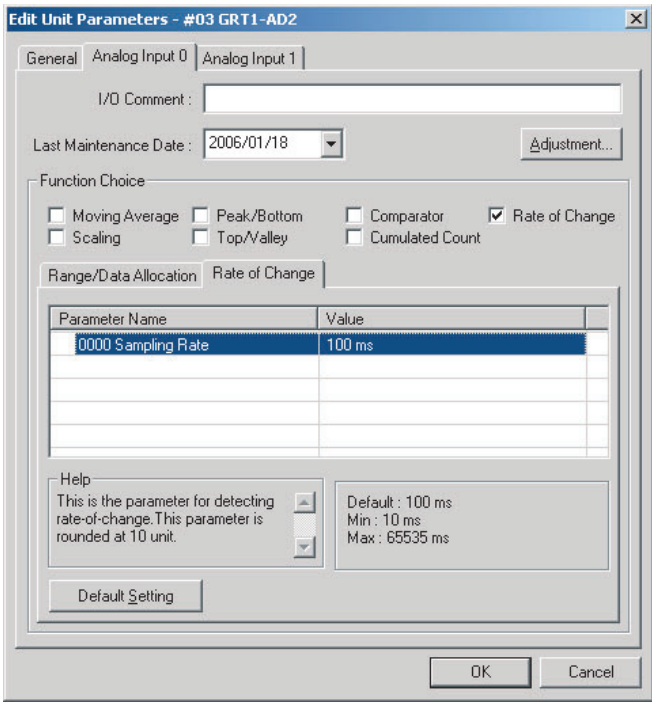 Edit Unit Parameters - #03 GRT1-AD2
General Analog Input 0 Analog Input 1
I/O Comment :
Last Maintenance Date : 2006/01/18 Adjustment...
Function Choice
Moving Average Peak/Bottom Comparator Rate of Change
Scaling Top/Valley Cumulated Count
Range/Data Allocation Rate of Change
Parameter Name Value
0000 Sampling Rate 100 ms
Help
This is the parameter for detecting
rate-of-change.This parameter is
rounded at 10 unit.
Default : 100 ms
Min : 10 ms
Max : 65535 ms
Default Setting
OK Cancel